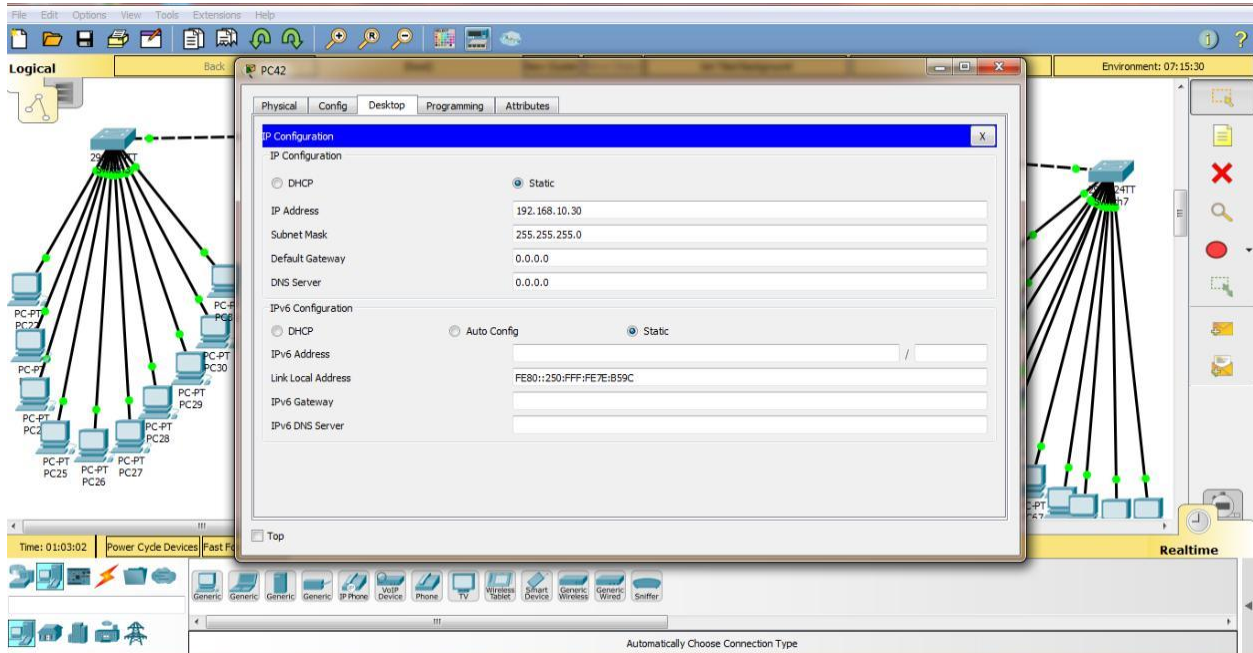 File Edit Options View Tools Extensions Help
Logical
Back
Environment: 07:15:30
PC42
Physical Config Desktop Programming Attributes
IP Configuration
X
IP Configuration
DHCP
Static
IP Address
192.168.10.30
Subnet Mask
255.255.255.0
Default Gateway
0.0.0.0
DNS Server
0.0.0.0
IPv6 Configuration
DHCP
Auto Config
Static
IPv6 Address
/
Link Local Address
FE80::250:FFF:FE7E:B59C
IPv6 Gateway
IPv6 DNS Server
Top
24TT
PC-PT
PC30
PC-PT
PC29
PC-PT
PC28
PC-PT
PC27
PC-PT
PC26
PC-PT
PC25
Time: 01:03:02
Power Cycle Devices
Fast Fo
Realtime
Generic
Generic
Generic
Generic
IP Phone
VoIP Device
Phone
TV
Wireless Tablet
Smart Device
Generic Wireless
Generic Wired
Sniffer
Automatically Choose Connection Type